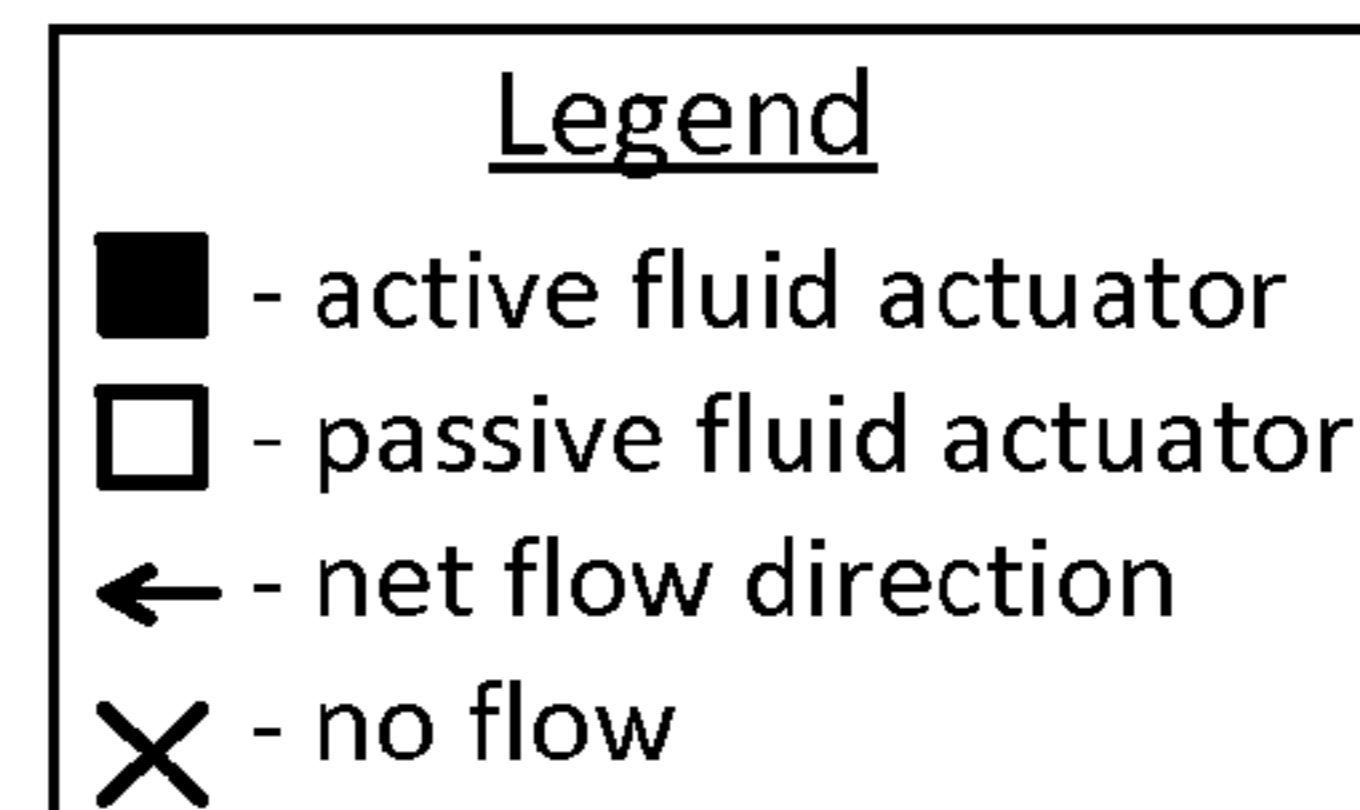 Legend
- active fluid actuator
- passive fluid actuator
- net flow direction
- no flow